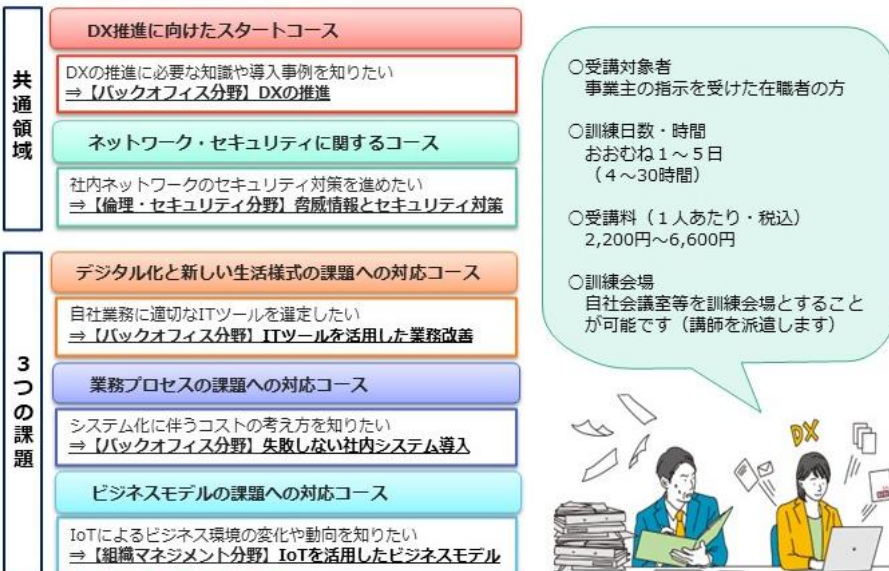 共通領域
DX推進に向けたスタートコース
DXの推進に必要な知識や導入事例を知りたい
⇒【バックオフィス分野】DXの推進
ネットワーク・セキュリティに関するコース
社内ネットワークのセキュリティ対策を進めたい
⇒【倫理・セキュリティ分野】脅威情報とセキュリティ対策
3つの課題
デジタル化と新しい生活様式の課題への対応コース
自社業務に適切なITツールを選定したい
⇒【バックオフィス分野】ITツールを活用した業務改善
業務プロセスの課題への対応コース
システム化に伴うコストの考え方を知りたい
⇒【バックオフィス分野】失敗しない社内システム導入
ビジネスモデルの課題への対応コース
IoTによるビジネス環境の変化や動向を知りたい
⇒【組織マネジメント分野】IoTを活用したビジネスモデル
○受講対象者
事業主の指示を受けた在職者の方
○訓練日数・時間
おおむね1~5日
(4~30時間)
○受講料(1人あたり・税込)
2,200円~6,600円
○訓練会場
自社会議室等を訓練会場とすること
が可能です(講師を派遣します)
DX